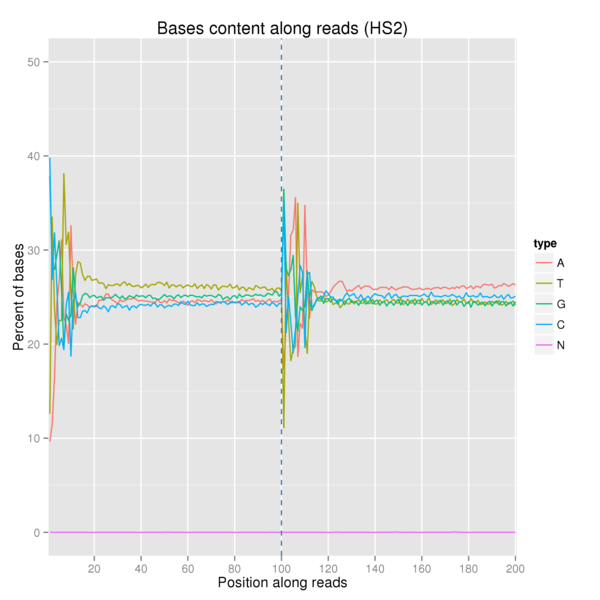 Bases content along reads (HS2)
50
40
30
20
10
0
Percent of bases
20 40 60 80 100 120 140 160 180 200
Position along reads
type
A
T
G
C
N